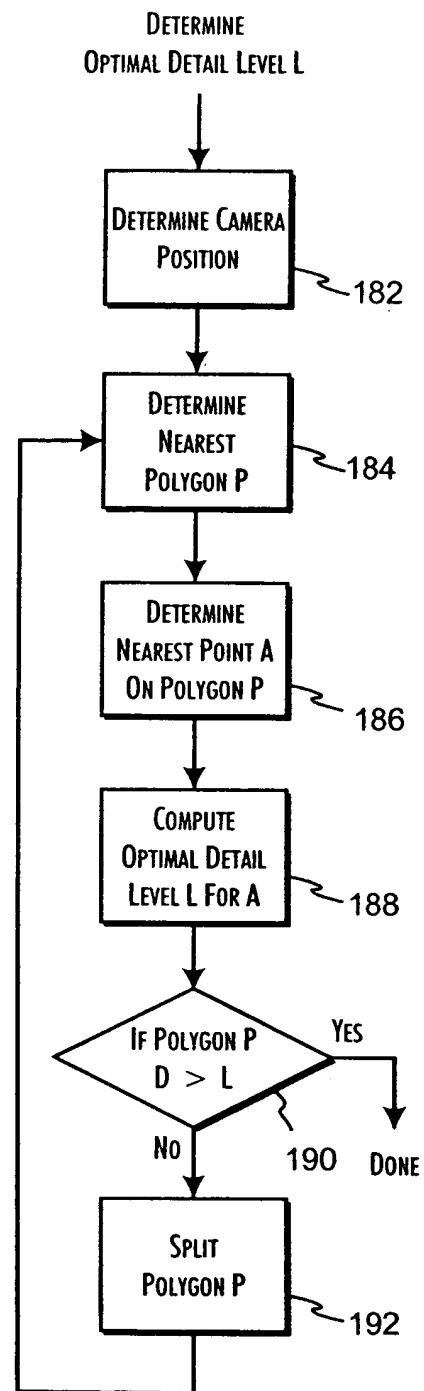 DETERMINE
OPTIMAL DETAIL LEVEL L
DETERMINE CAMERA
POSITION
182
DETERMINE
NEAREST
POLYGON P
184
DETERMINE
NEAREST POINT A
ON POLYGON P
186
COMPUTE
OPTIMAL DETAIL
LEVEL L FOR A
188
IF POLYGON P
D > L
YES
NO
190
DONE
SPLIT
POLYGON P
192